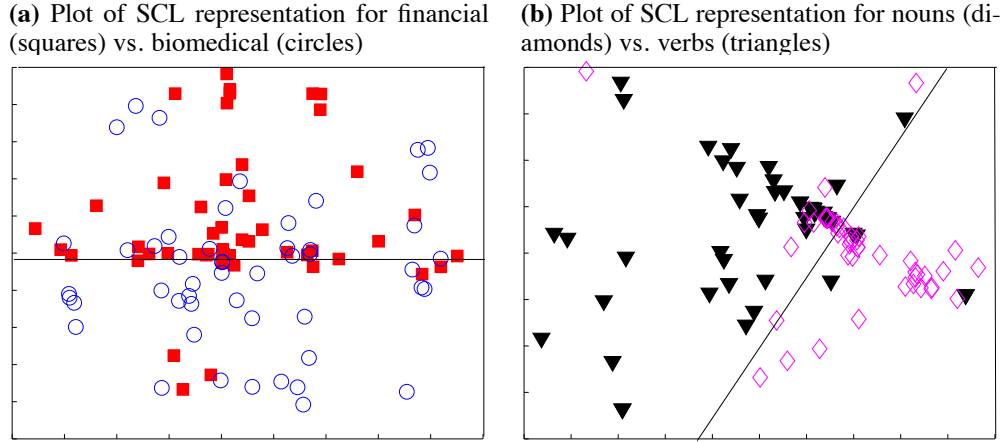 (a) Plot of SCL representation for financial
(squares) vs. biomedical (circles)
(b) Plot of SCL representation for nouns (di-
amonds) vs. verbs (triangles)